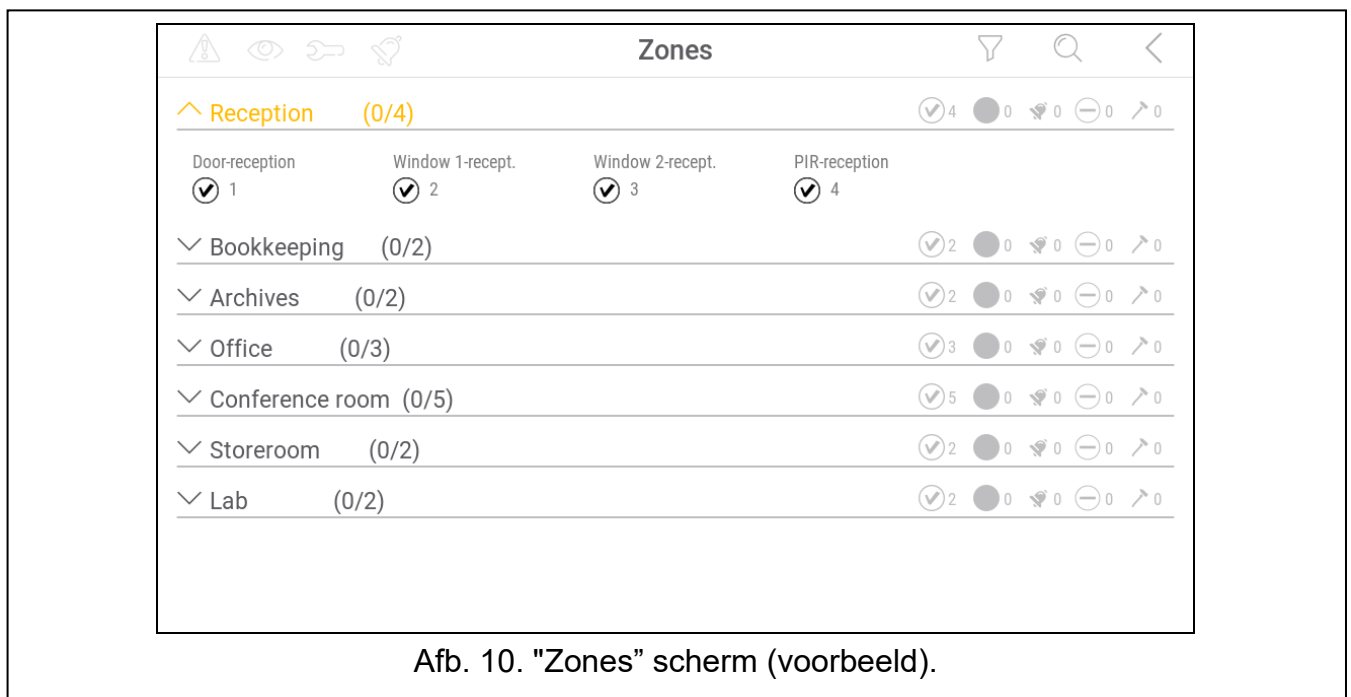 Zones
Reception (0/4) 4 0 0 0 0
Door-reception Window 1-recept. Window 2-recept. PIR-reception
1 2 3 4
Bookkeeping (0/2) 2 0 0 0 0
Archives (0/2) 2 0 0 0 0
Office (0/3) 3 0 0 0 0
Conference room (0/5) 5 0 0 0 0
Storeroom (0/2) 2 0 0 0 0
Lab (0/2) 2 0 0 0 0
Afb. 10. "Zones” scherm (voorbeeld).